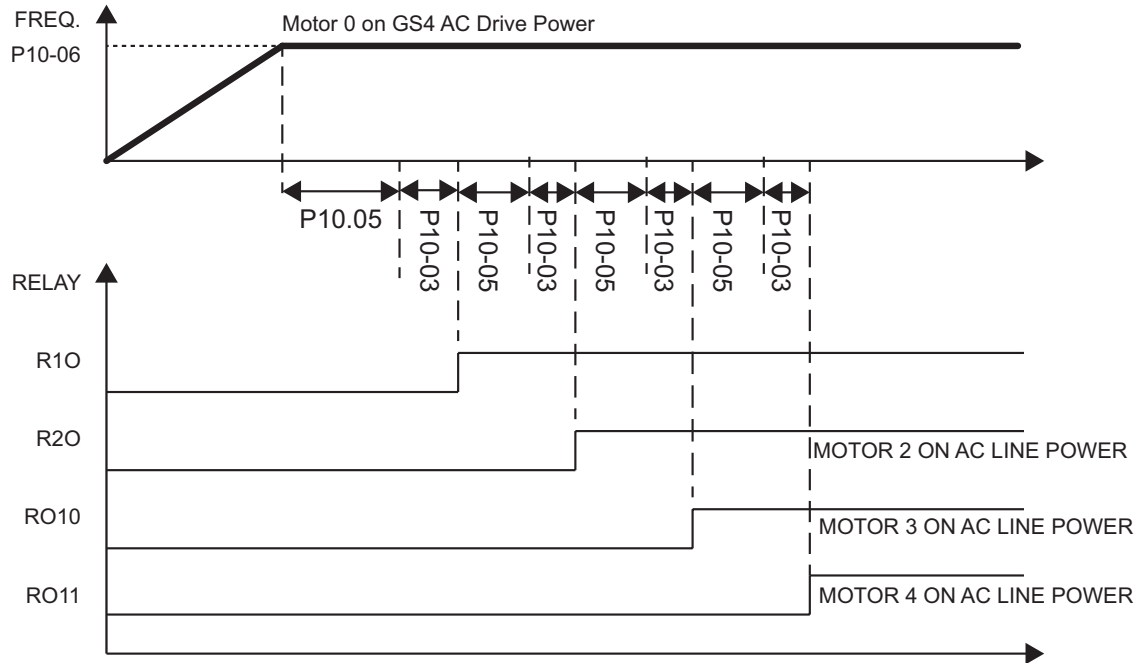 FREQ.
Motor 0 on GS4 AC Drive Power
P10-06
P10.05
P10-03
P10-05
P10-03
P10-05
P10-03
P10-05
P10-03
RELAY
R1O
R2O
MOTOR 2 ON AC LINE POWER
RO10
MOTOR 3 ON AC LINE POWER
RO11
MOTOR 4 ON AC LINE POWER